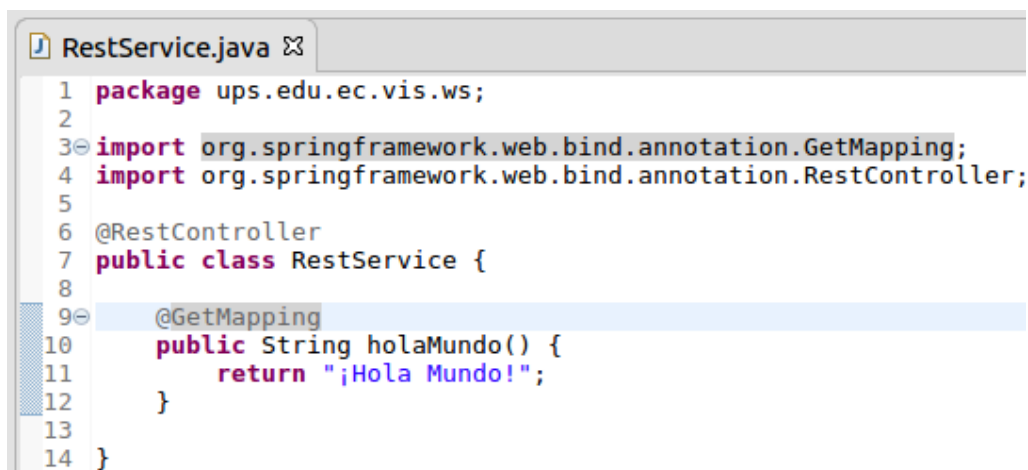 RestService.java
1 package ups.edu.ec.vis.ws;
2
3 import org.springframework.web.bind.annotation.GetMapping;
4 import org.springframework.web.bind.annotation.RestController;
5
6 @RestController
7 public class RestService {
8
9 @GetMapping
10 public String holaMundo() {
11 return "¡Hola Mundo!";
12 }
13
14 }